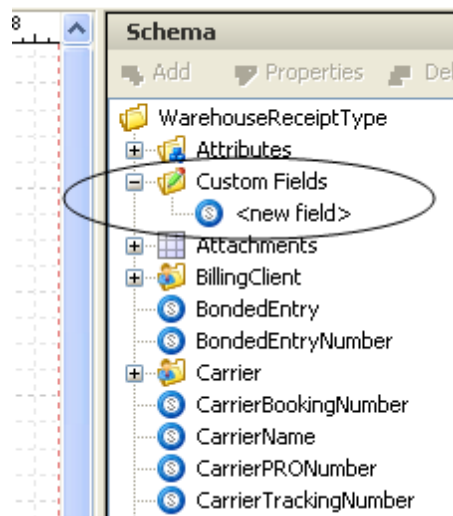 8
Schema
Add Properties Del
WarehouseReceiptType
Attributes
Custom Fields
<new field>
Attachments
BillingClient
BondedEntry
BondedEntryNumber
Carrier
CarrierBookingNumber
CarrierName
CarrierPRONumber
CarrierTrackingNumber